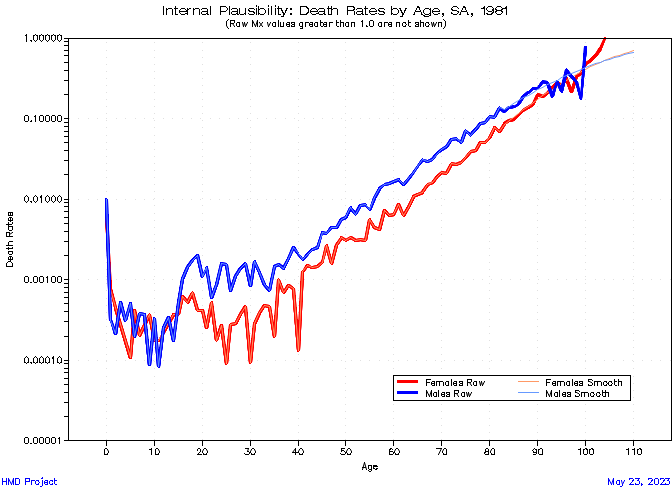 Internal Plausibility: Death Rates by Age, SA, 1981
(Raw Mx values greater than 1.0 are not shown)
1.00000
0.10000
0.01000
0.00100
0.00010
0.00001
Death Rates
0 10 20 30 40 50 60 70 80 90 100 110
Age
Females Raw Females Smooth
Males Raw Males Smooth
HMD Project May 23, 2023